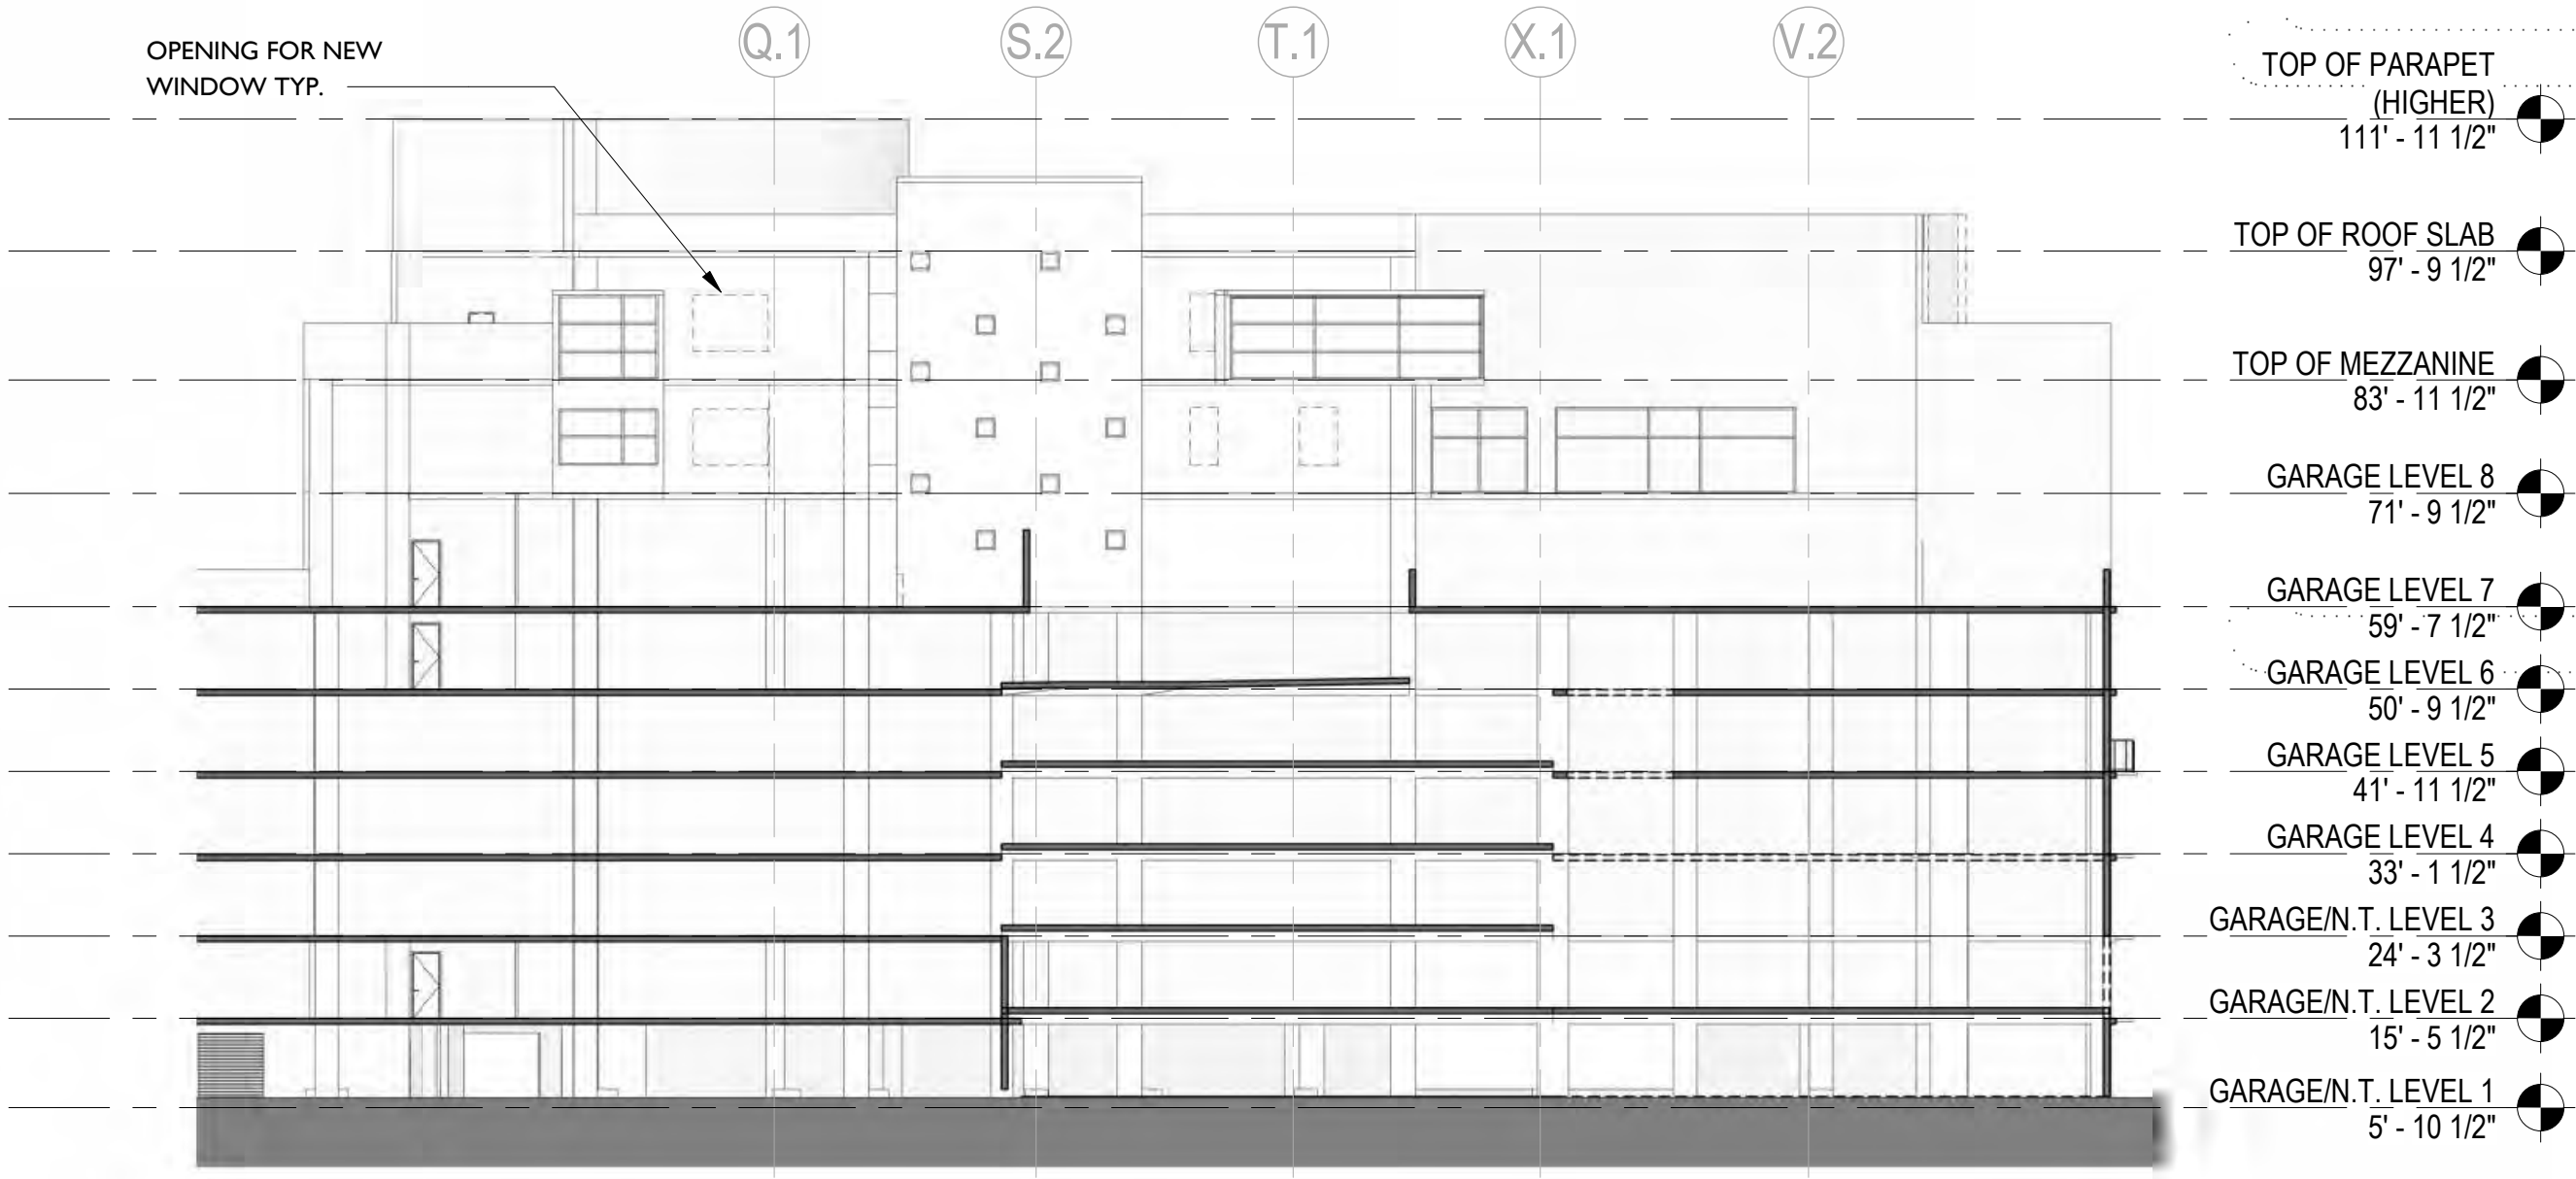 OPENING FOR NEW
WINDOW TYP.
Q.1
S.2
T.1
X.1
V.2
TOP OF PARAPET
(HIGHER)
111' - 11 1/2"
TOP OF ROOF SLAB
97' - 9 1/2"
TOP OF MEZZANINE
83' - 11 1/2"
GARAGE LEVEL 8
71' - 9 1/2"
GARAGE LEVEL 7
59' - 7 1/2"
GARAGE LEVEL 6
50' - 9 1/2"
GARAGE LEVEL 5
41' - 11 1/2"
GARAGE LEVEL 4
33' - 1 1/2"
GARAGE/N.T. LEVEL 3
24' - 3 1/2"
GARAGE/N.T. LEVEL 2
15' - 5 1/2"
GARAGE/N.T. LEVEL 1
5' - 10 1/2"